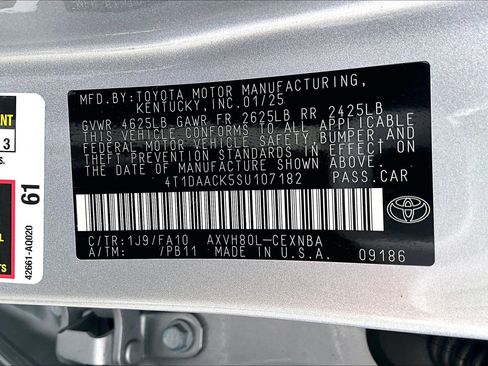 MFD.BY:TOYOTA MOTOR MANUFACTURING,
KENTUCKY, INC.01/25
GVWR 4625LB GAWR FR 2625LB RR 2425LB
THIS VEHICLE CONFORMS TO ALL APPLICABLE
FEDERAL MOTOR VEHICLE SAFETY, BUMPER AND
THEFT PREVENTION STANDARDS IN EFFECT ON
THE DATE OF MANUFACTURE SHOWN ABOVE.
4T1DAACK5SU107182 PASS.CAR
C/TR:1J9/FA10 AXVH80L-CEXNBA
A/TM: /PB11 MADE IN U.S.A. 09186
TOYOTA
3
S.
61
42661-A0020